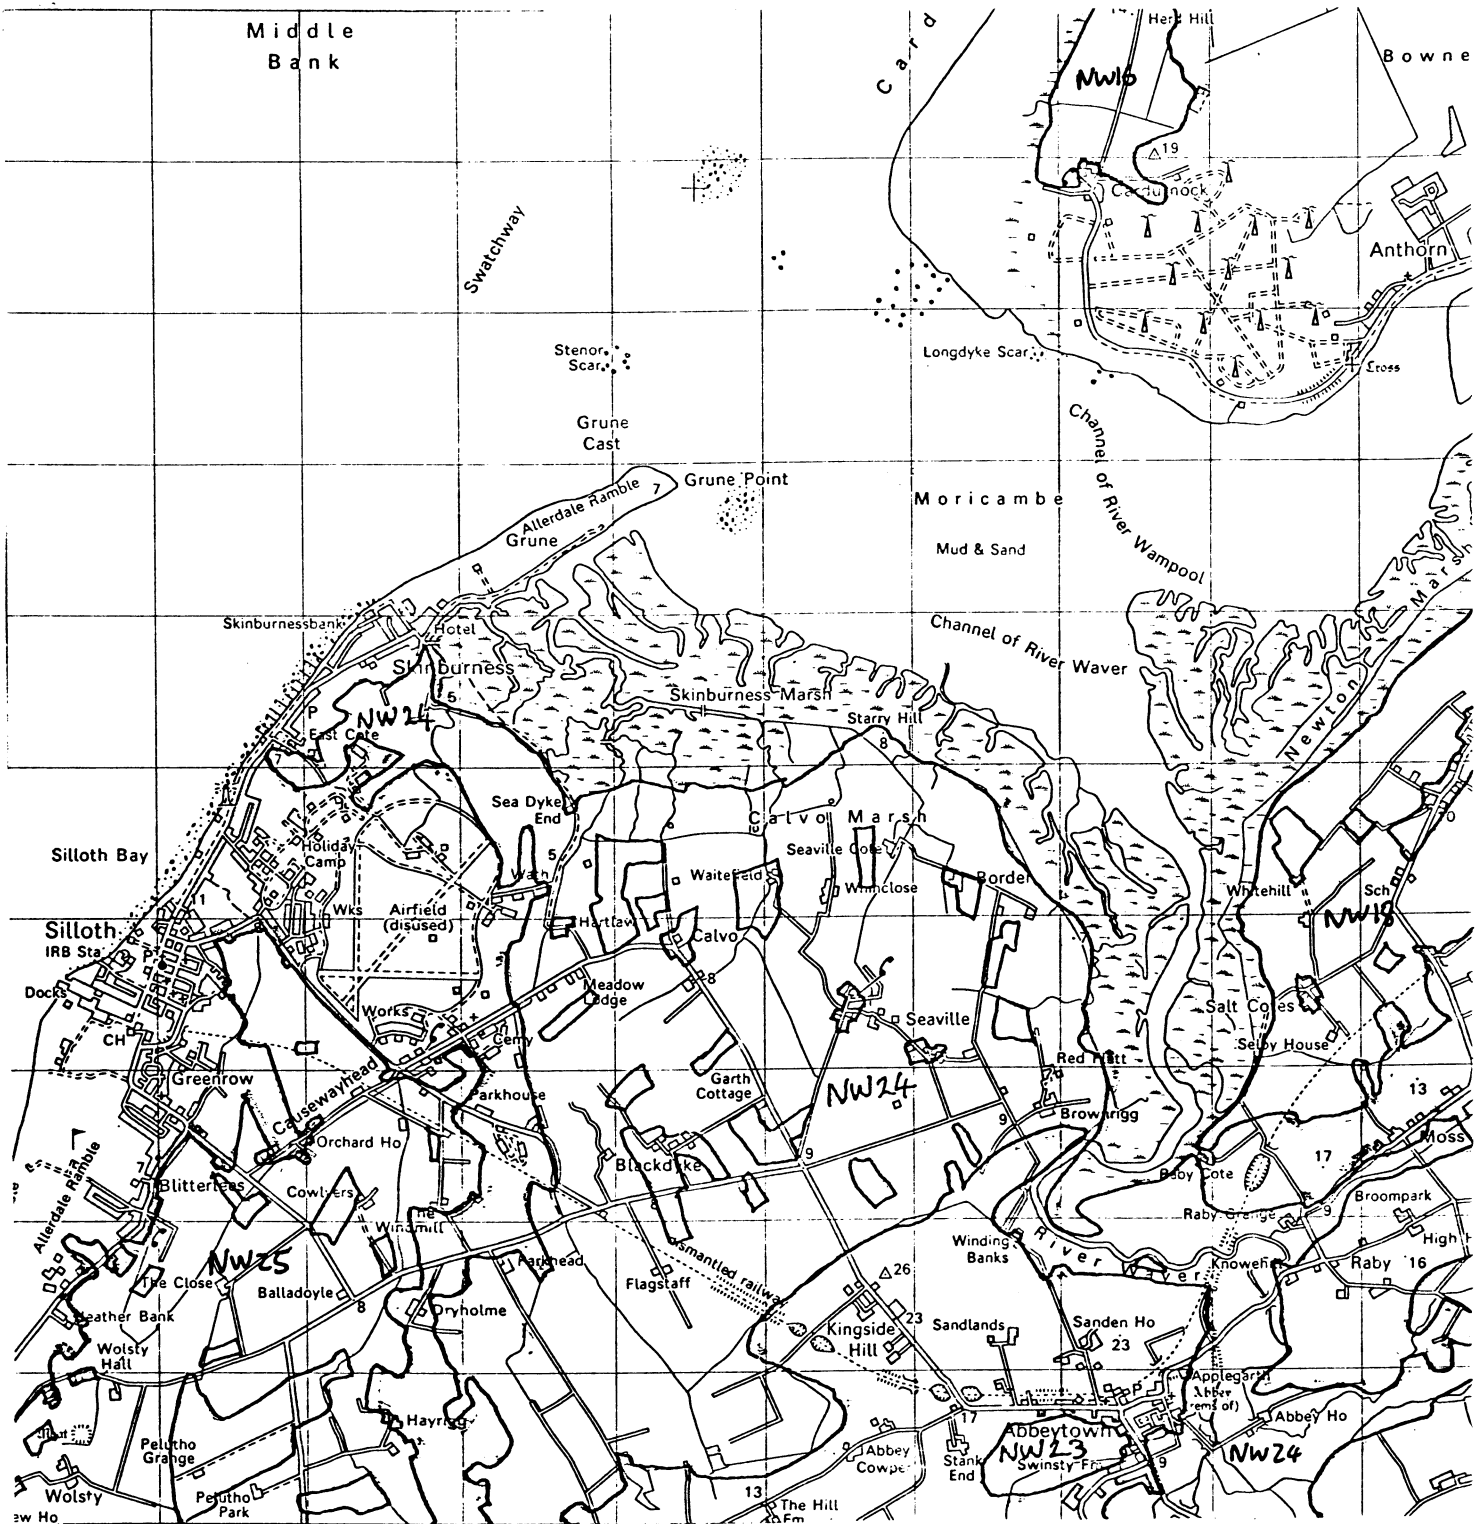 Middle
Bank
Card
14
Herd Hill
Bowne
NW16
19
Cardurnock
Swatchway
Anthorn
Stenor
Scar
Longdyke Scar
Cross
Grune
Cast
Channel of River Wampool
Allerdale Ramble
7
Grune Point
Grune
Moricambe
Mud & Sand
Newton Marsh
Skinburnessbank
Hotel
Channel of River Waver
Skinburness
5
Skinburness Marsh
P
NW24
East Cote
Starry Hill
8
Sea Dyke
End
Calvo Marsh
Silloth Bay
Holiday
Camp
5
Seaville Cote
Wath
Waitefield
Whinclose
Border
Whitehill
Sch
11
Wks
Airfield
(disused)
Hartlaw
NW18
Silloth
IRB Sta
P
Calvo
8
Docks
Meadow
Lodge
Works
Seaville
Salt Cotes
CH
Cemy
Selby House
Greenrow
Causewayhead
Parkhouse
Garth
Cottage
NW24
Red Flatt
13
Brownrigg
9
Orchard Ho
Moss
Allerdale Ramble
7
Blackdyke
9
17
Blitterlees
Cowlyers
Raby Cote
Broompark
The
Windmill
8
Raby Grange
9
NW25
Winding
Banks
River Waver
High H
The Close
Parkhead
dismantled railway
Knowehill
Raby
16
Balladoyle
Flagstaff
26
8
Dryholme
Heather Bank
23
Kingside
Hill
Sandlands
Sanden Ho
23
Wolsty
Hall
P
Applegarth
Abbey
(rems of)
17
Hayrigg
Abbey Ho
Abbeytown
Pelutho
Grange
Abbey
Cowper
Stank
End
NW23
Swinsty Fm
9
NW24
Wolsty
Pelutho
Park
13
The Hill
Fm
ew Ho